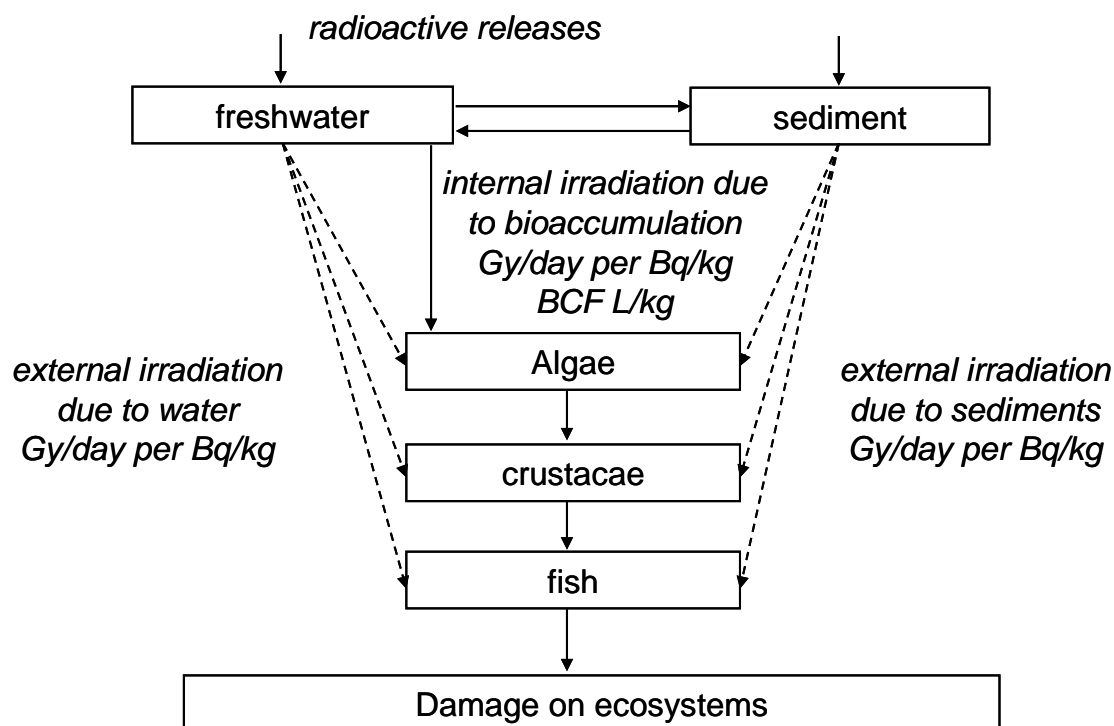 radioactive releases
freshwater
sediment
internal irradiation due
to bioaccumulation
Gy/day per Bq/kg
BCF L/kg
Algae
external irradiation
due to water
Gy/day per Bq/kg
external irradiation
due to sediments
Gy/day per Bq/kg
crustacae
fish
Damage on ecosystems